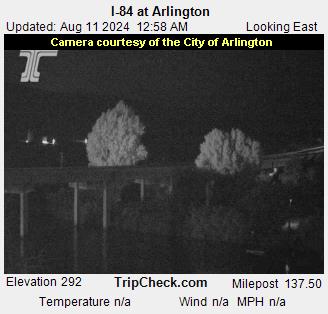 I-84 at Arlington
Updated: Aug 11 2024 12:58 AM Looking East
Camera courtesy of the City of Arlington
Elevation 292 TripCheck.com Milepost 137.50
Temperature n/a Wind n/a MPH n/a